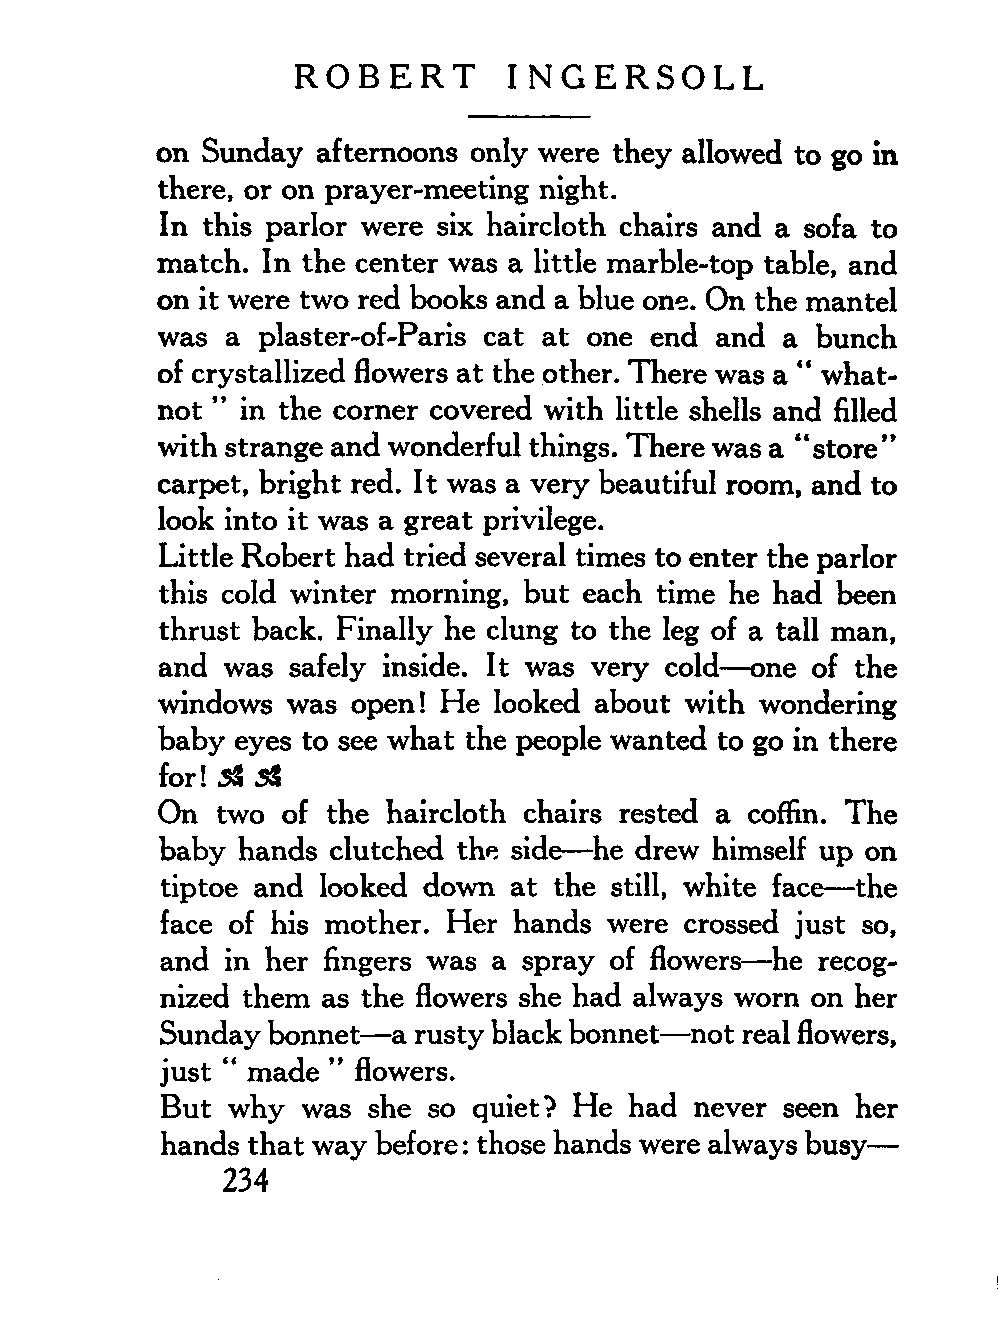 ROBERT INGERSOLL
on Sunday afternoons only were they allowed to go in
there, or on prayer-meeting night.
In this parlor were six haircloth chairs and a sofa to
match. In the center was a little marble-top table, and
on it were two red books and a blue one. On the mantel
was a plaster-of-Paris cat at one end and a bunch
of crystallized flowers at the other. There was a “ what-
not ” in the corner covered with little shells and filled
with strange and wonderful things. There was a “store”
carpet, bright red. It was a very beautiful room, and to
look into it was a great privilege.
Little Robert had tried several times to enter the parlor
this cold winter morning, but each time he had been
thrust back. Finally he clung to the leg of a tall man,
and was safely inside. It was very cold—one of the
windows was open! He looked about with wondering
baby eyes to see what the people wanted to go in there
for!
On two of the haircloth chairs rested a coffin. The
baby hands clutched the side—he drew himself up on
tiptoe and looked down at the still, white face—the
face of his mother. Her hands were crossed just so,
and in her fingers was a spray of flowers—he recog-
nized them as the flowers she had always worn on her
Sunday bonnet—a rusty black bonnet—not real flowers,
just “ made ” flowers.
But why was she so quiet? He had never seen her
hands that way before: those hands were always busy—
234